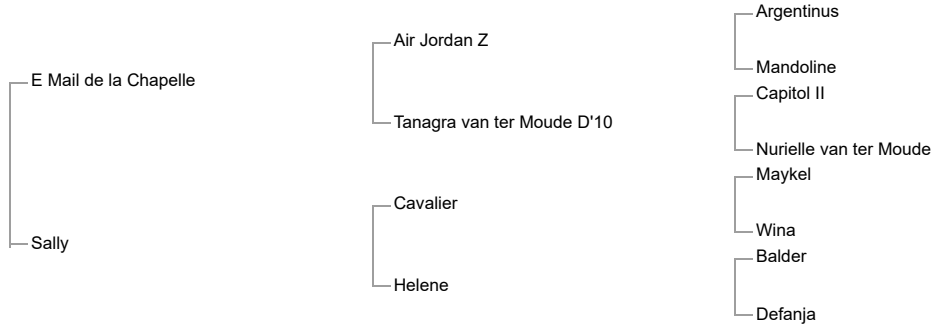 Argentinus
Air Jordan Z
Mandoline
E Mail de la Chapelle
Capitol II
Tanagra van ter Moude D'10
Nurielle van ter Moude
Maykel
Cavalier
Wina
Sally
Balder
Helene
Defanja